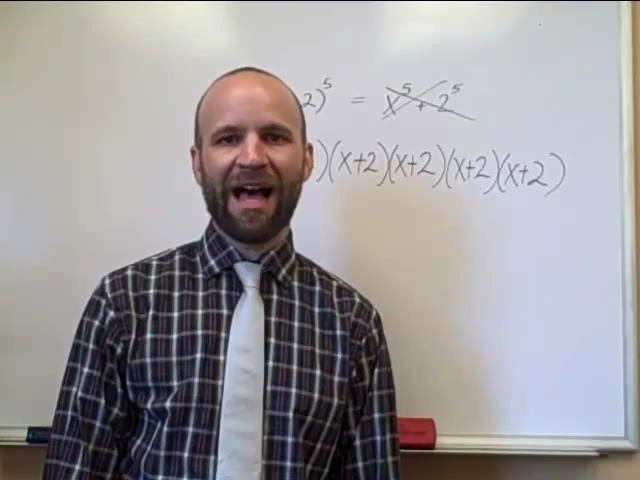 2)⁵ = x⁵ + 2⁵
)(x+2)(x+2)(x+2)(x+2)